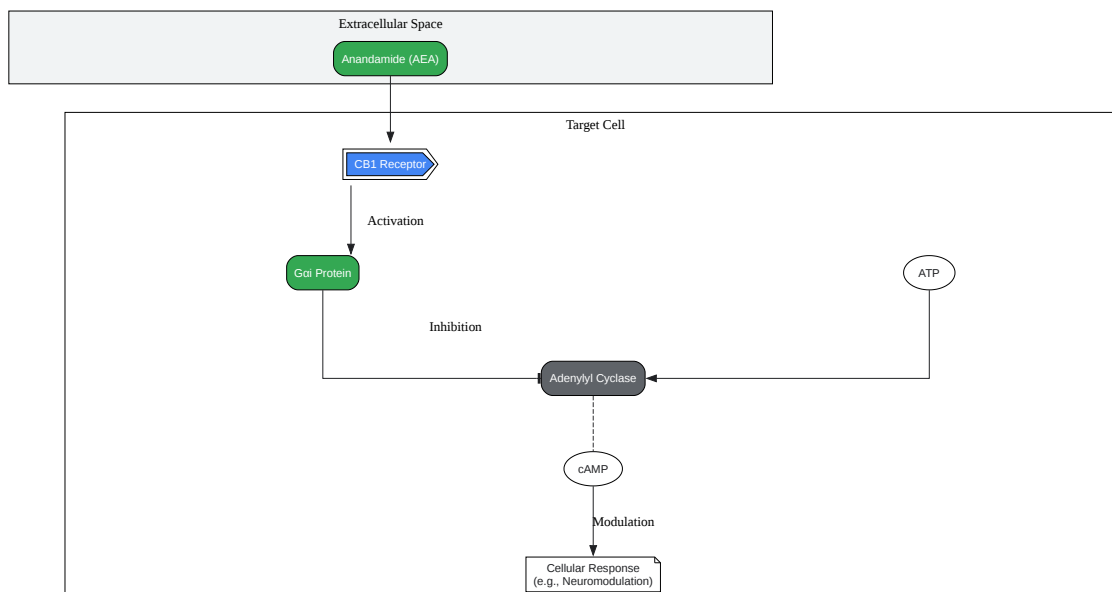 Extracellular Space
Anandamide (AEA)
Target Cell
CB1 Receptor
Activation
Gαi Protein
ATP
Inhibition
Adenylyl Cyclase
cAMP
Modulation
Cellular Response
(e.g., Neuromodulation)